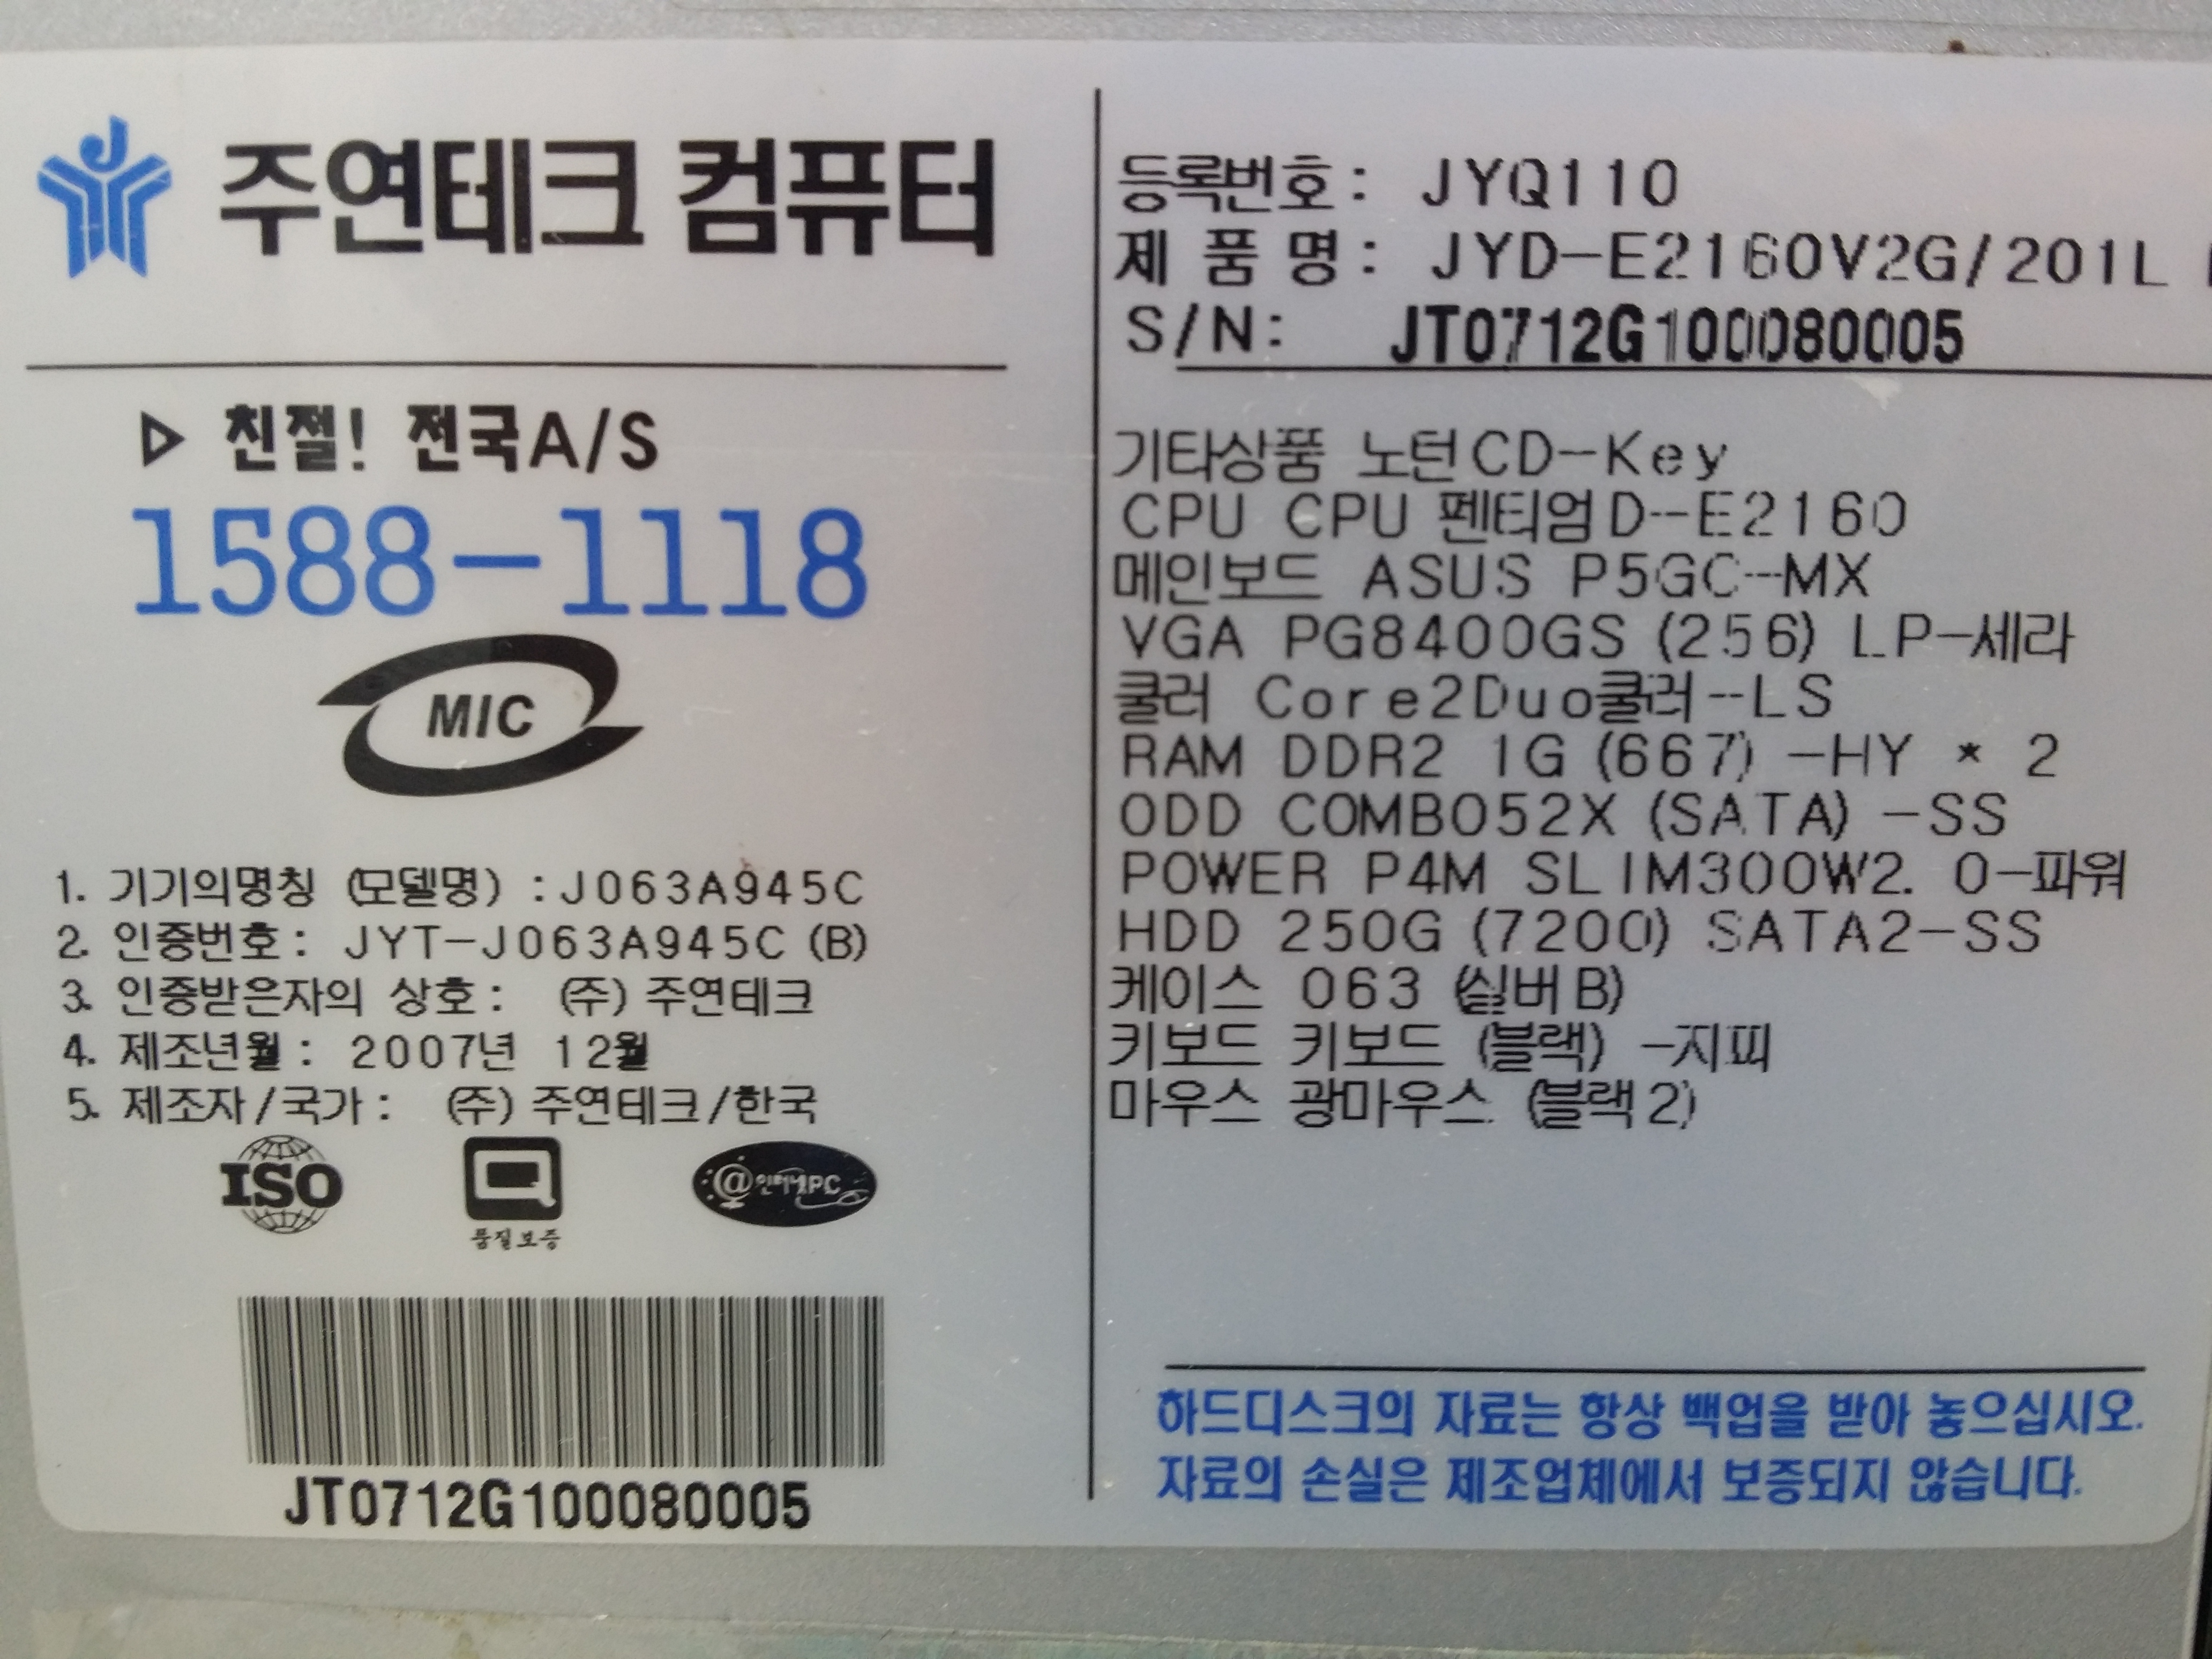 주연테크 컴퓨터
▷ 친절! 전국A/S
1588-1118
MIC
1. 기기의명칭 (모델명) :J063A945C
2. 인증번호: JYT-J063A945C (B)
3. 인증받은자의 상호: (주) 주연테크
4. 제조년월: 2007년 12월
5. 제조자/국가: (주) 주연테크/한국
ISO
품질보증
@인터넷PC
JT0712G100080005
등록번호: JYQ110
제 품 명: JYD-E2160V2G/201L
S/N: JT0712G100080005
기타상품 노턴CD-Key
CPU CPU 펜티엄D-E2160
메인보드 ASUS P5GC-MX
VGA PG8400GS (256) LP-세라
쿨러 Core2Duo쿨러-LS
RAM DDR2 1G (667) -HY * 2
ODD COMBO52X (SATA) -SS
POWER P4M SLIM300W2. 0-파워
HDD 250G (7200) SATA2-SS
케이스 063 (실버B)
키보드 키보드 (블랙) -지피
마우스 광마우스 (블랙2)
하드디스크의 자료는 항상 백업을 받아 놓으십시오.
자료의 손실은 제조업체에서 보증되지 않습니다.